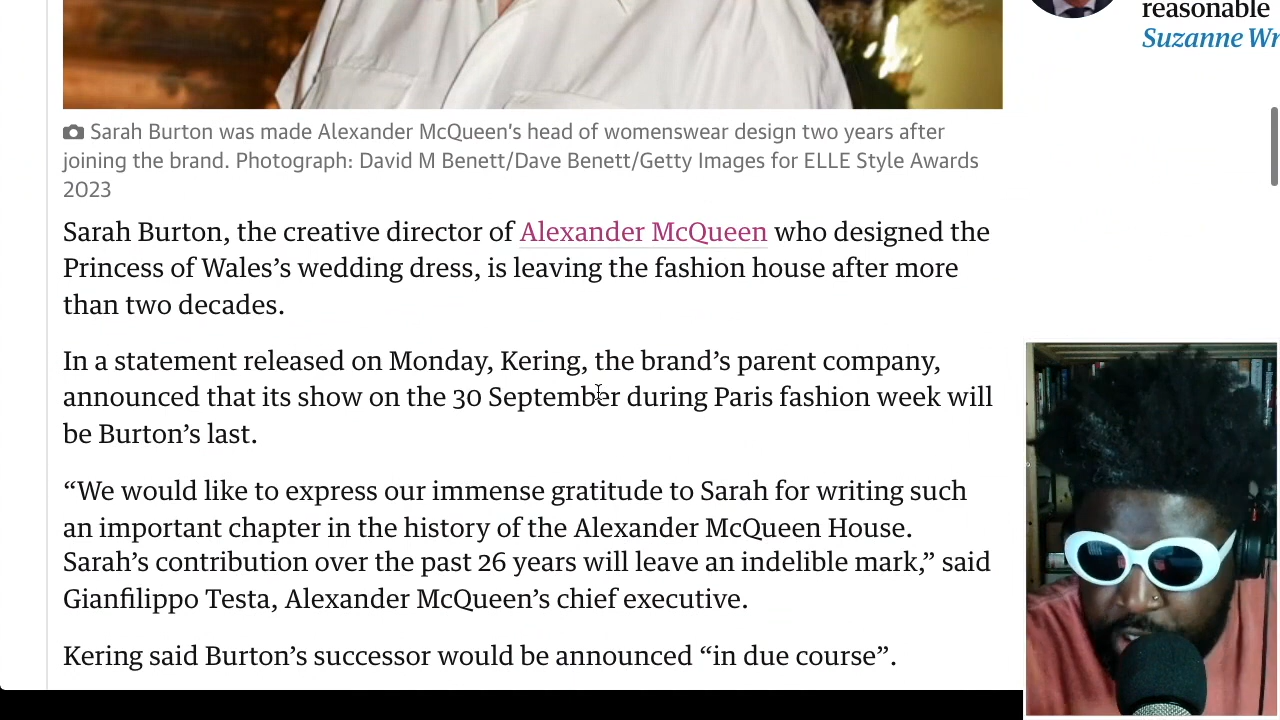 reasonable
Suzanne Wr
Sarah Burton was made Alexander McQueen's head of womenswear design two years after
joining the brand. Photograph: David M Benett/Dave Benett/Getty Images for ELLE Style Awards
2023
Sarah Burton, the creative director of Alexander McQueen who designed the
Princess of Wales’s wedding dress, is leaving the fashion house after more
than two decades.
In a statement released on Monday, Kering, the brand’s parent company,
announced that its show on the 30 September during Paris fashion week will
be Burton’s last.
“We would like to express our immense gratitude to Sarah for writing such
an important chapter in the history of the Alexander McQueen House.
Sarah’s contribution over the past 26 years will leave an indelible mark,” said
Gianfilippo Testa, Alexander McQueen’s chief executive.
Kering said Burton’s successor would be announced “in due course”.